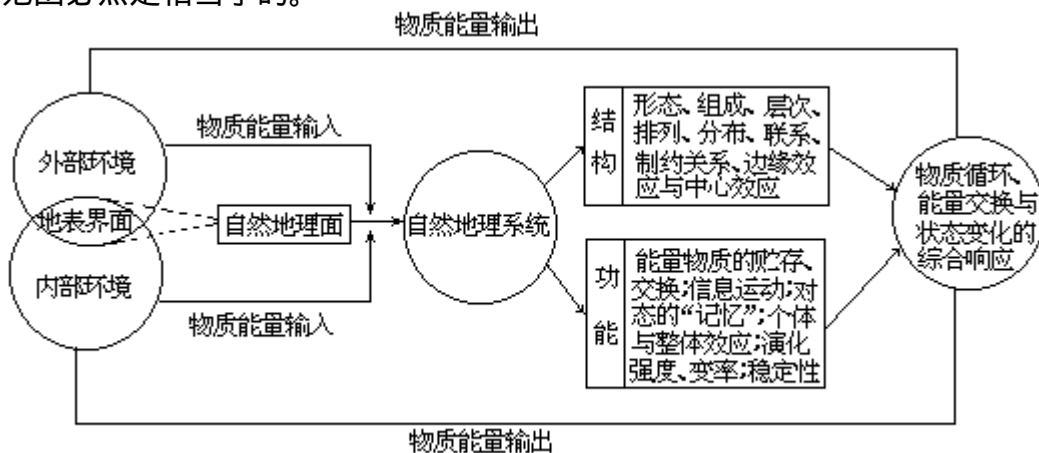 物质能量输出
外部环境
物质能量输入
地表界面
自然地理面
内部环境
物质能量输入
自然地理系统
结
构
形态、组成、层次、
排列、分布、联系、
制约关系、边缘效
应与中心效应
功
能
能量物质的贮存、
交换;信息运动;对
态的“记忆”;个体
与整体效应;演化
强度、变率;稳定性
物质循环、
能量交换与
状态变化的
综合响应
物质能量输出